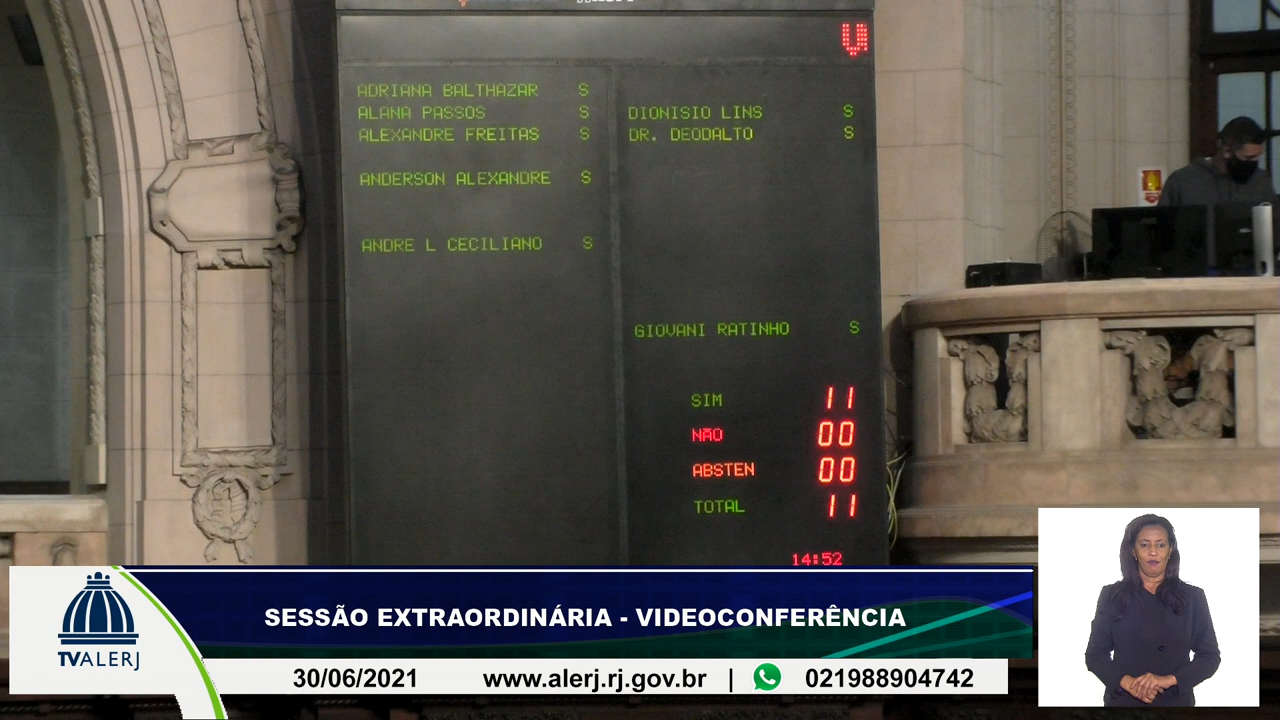 ADRIANA BALTHAZAR S
ALANA PASSOS S
ALEXANDRE FREITAS S
ANDERSON ALEXANDRE S
ANDRE L CECILIANO S
DIONISIO LINS S
DR. DEODALTO S
GIOVANI RATINHO S
SIM 11
NÃO 00
ABSTEN 00
TOTAL 11
14:52
SESSÃO EXTRAORDINÁRIA - VIDEOCONFERÊNCIA
TVALERJ
30/06/2021 www.alerj.rj.gov.br | 021988904742